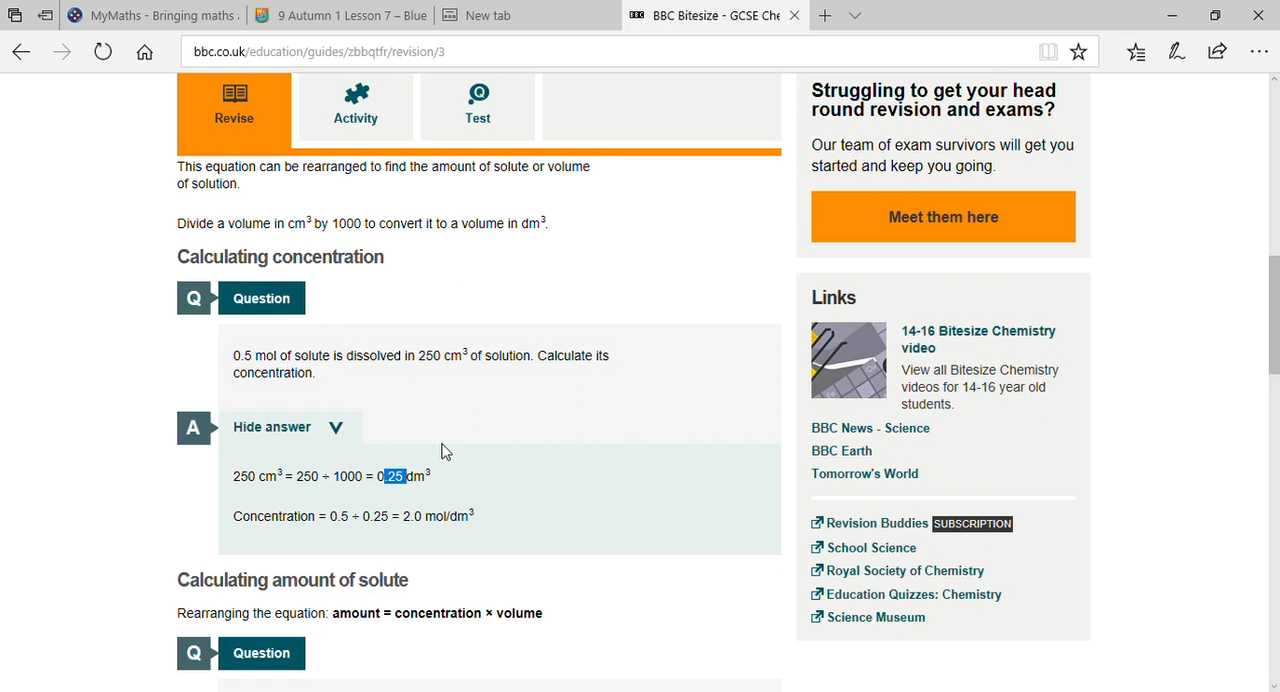 MyMaths - Bringing maths a
9 Autumn 1 Lesson 7 – Blue
New tab
BBC Bitesize - GCSE Che
bbc.co.uk/education/guides/zbbqtfr/revision/3
Revise
Activity
Test
This equation can be rearranged to find the amount of solute or volume
of solution.
Divide a volume in cm³ by 1000 to convert it to a volume in dm³.
Calculating concentration
Q Question
0.5 mol of solute is dissolved in 250 cm³ of solution. Calculate its
concentration.
A Hide answer
250 cm³ = 250 ÷ 1000 = 0.25 dm³
Concentration = 0.5 ÷ 0.25 = 2.0 mol/dm³
Calculating amount of solute
Rearranging the equation: amount = concentration × volume
Q Question
Struggling to get your head
round revision and exams?
Our team of exam survivors will get you
started and keep you going.
Meet them here
Links
14-16 Bitesize Chemistry
video
View all Bitesize Chemistry
videos for 14-16 year old
students.
BBC News - Science
BBC Earth
Tomorrow's World
Revision Buddies SUBSCRIPTION
School Science
Royal Society of Chemistry
Education Quizzes: Chemistry
Science Museum